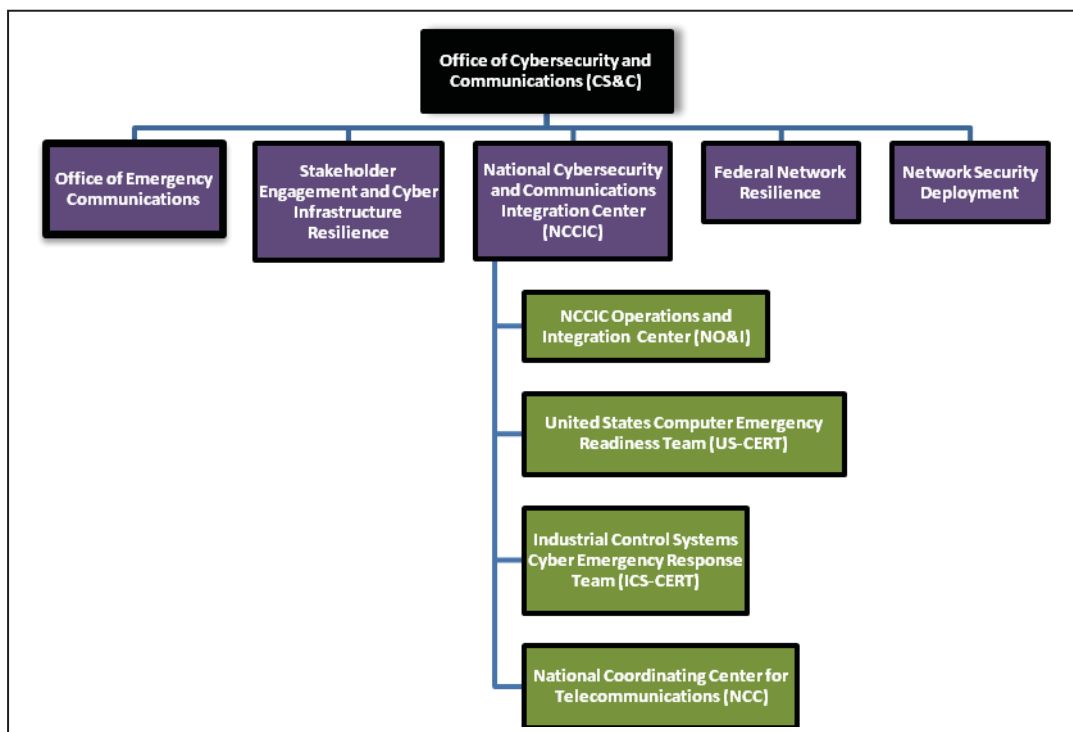 Office of Cybersecurity and
Communications (CS&C)
Office of Emergency
Communications
Stakeholder
Engagement and Cyber
Infrastructure
Resilience
National Cybersecurity
and Communications
Integration Center
(NCCIC)
Federal Network
Resilience
Network Security
Deployment
NCCIC Operations and
Integration Center (NO&I)
United States Computer Emergency
Readiness Team (US-CERT)
Industrial Control Systems
Cyber Emergency Response
Team (ICS-CERT)
National Coordinating Center for
Telecommunications (NCC)